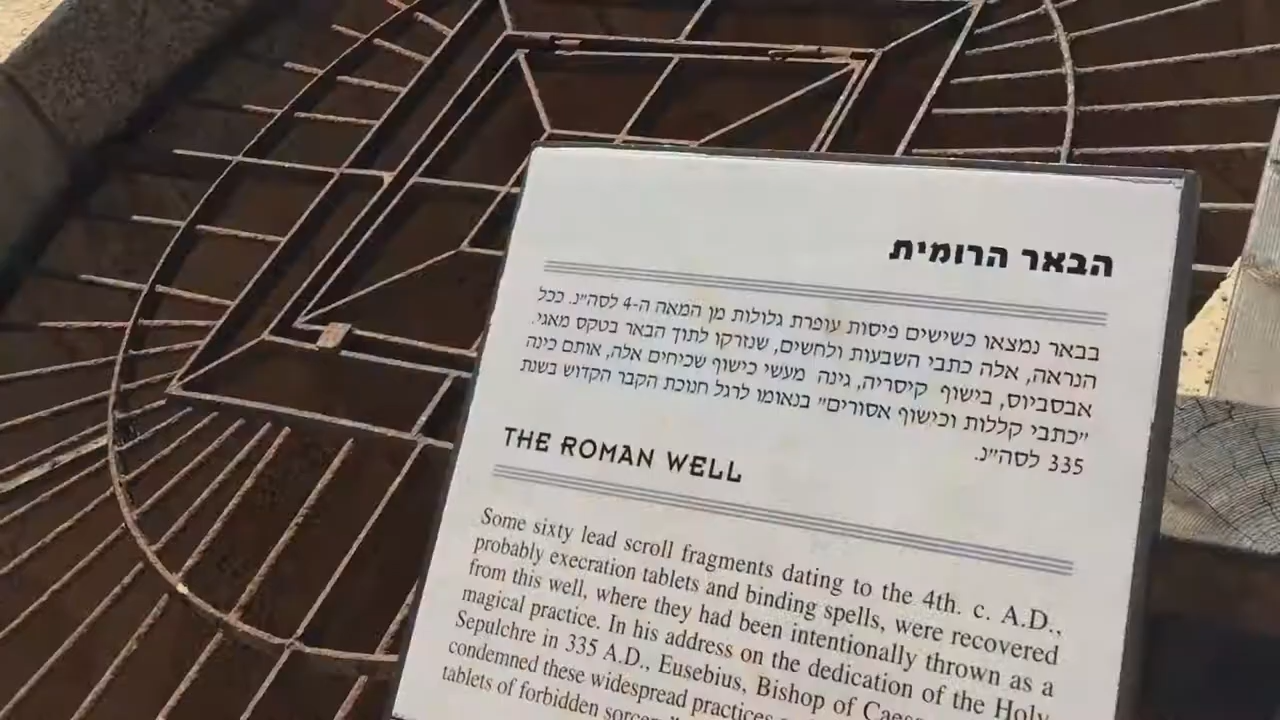 הבאר הרומית
בבאר נמצאו כשישים פיסות עופרת גלולות מן המאה ה-4 לסה"נ. ככל
הנראה, אלה כתבי השבעות ולחשים, שנזרקו לתוך הבאר בטקס מאגי.
אבסביוס, בישוף קיסריה, גינה מעשי כישוף שכיחים אלה, אותם כינה
"כתבי קללות וכישוף אסורים" בנאומו לרגל חנוכת הקבר הקדוש בשנת
335 לסה"נ.
THE ROMAN WELL
Some sixty lead scroll fragments dating to the 4th. c. A.D.,
probably execration tablets and binding spells, were recovered
from this well, where they had been intentionally thrown as a
magical practice. In his address on the dedication of the Holy
Sepulchre in 335 A.D., Eusebius, Bishop of
condemned these widespread practices
tablets of forbidden